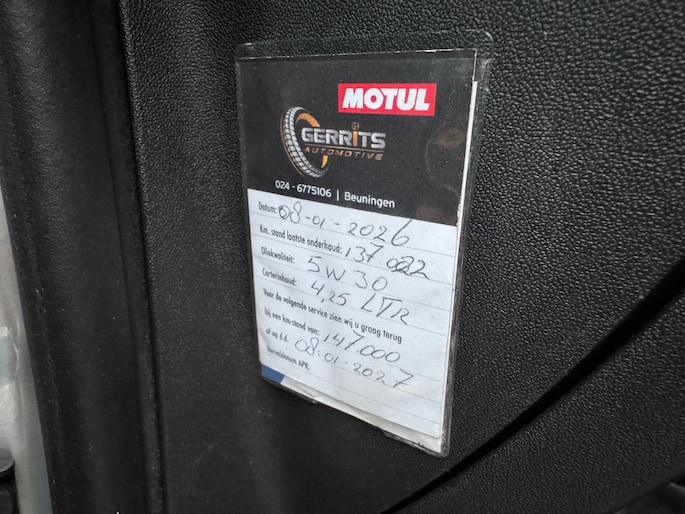 MOTUL
GERRITS
AUTOMOTIVE
024 - 6775106 | Beuningen
Datum: 08-01-2026
Km. stand laatste onderhoud: 137.022
Oliekwaliteit: 5W30
Carterinhoud: 4,25 LTR
Voor de volgende service zien wij u graag terug
bij een km-stand van: 147.000
of op d.d. 08-01-2027
Vervaldatum APK: